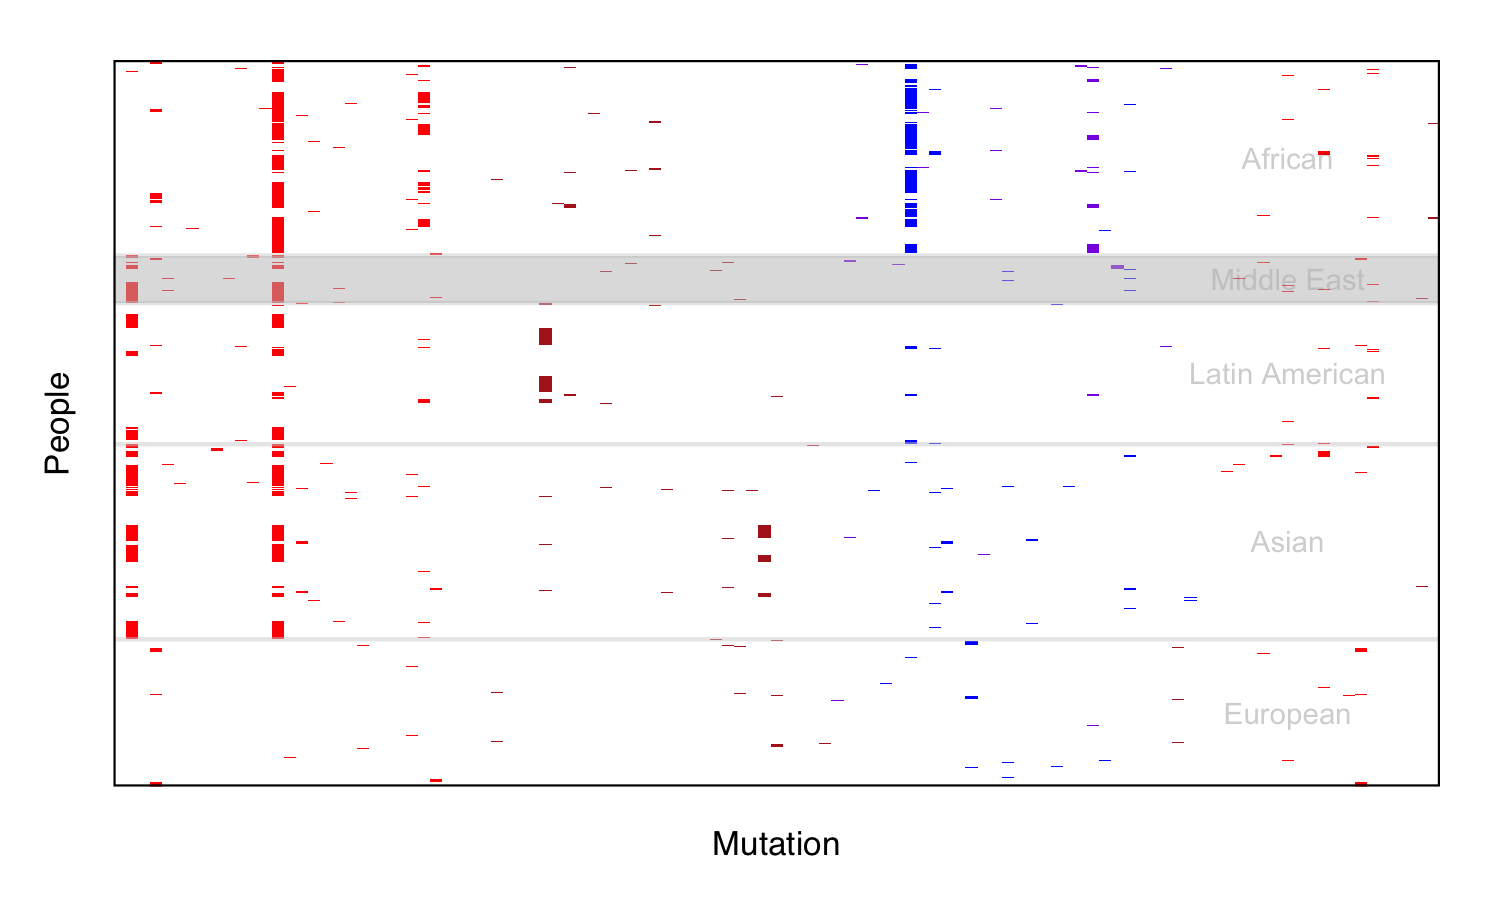 African
Middle East
Latin American
People
Asian
European
Mutation